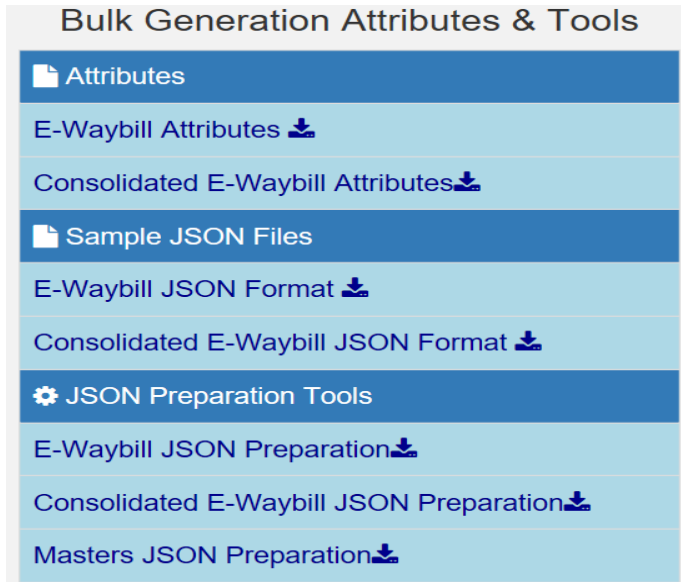 Bulk Generation Attributes & Tools
Attributes
E-Waybill Attributes
Consolidated E-Waybill Attributes
Sample JSON Files
E-Waybill JSON Format
Consolidated E-Waybill JSON Format
JSON Preparation Tools
E-Waybill JSON Preparation
Consolidated E-Waybill JSON Preparation
Masters JSON Preparation